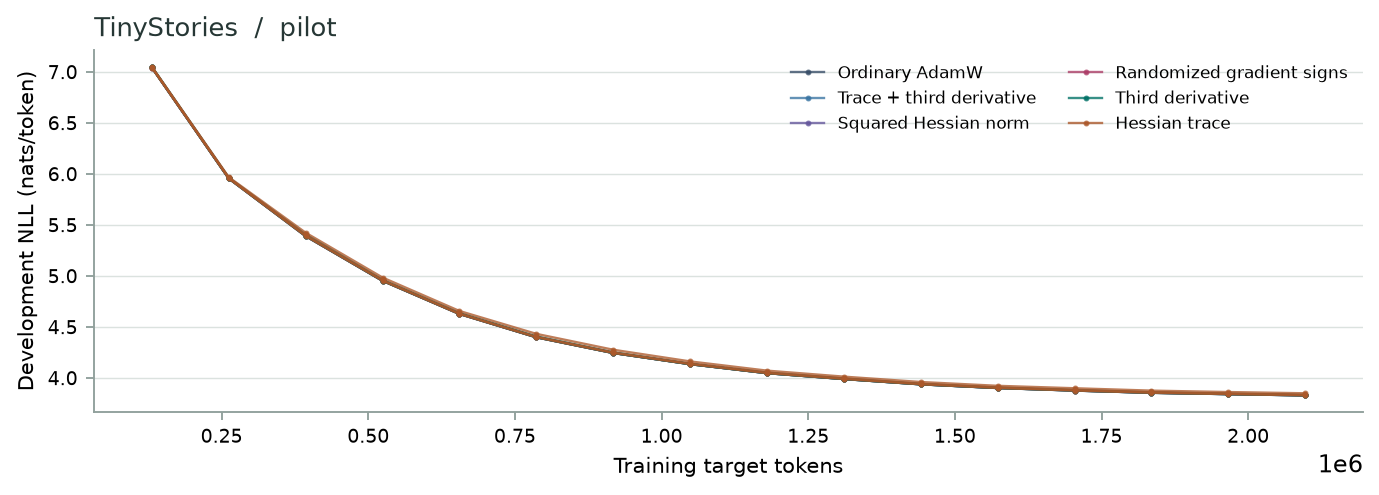 TinyStories / pilot
Development NLL (nats/token)
7.0
6.5
6.0
5.5
5.0
4.5
4.0
Ordinary AdamW
Trace + third derivative
Squared Hessian norm
Randomized gradient signs
Third derivative
Hessian trace
0.25 0.50 0.75 1.00 1.25 1.50 1.75 2.00
Training target tokens
1e6